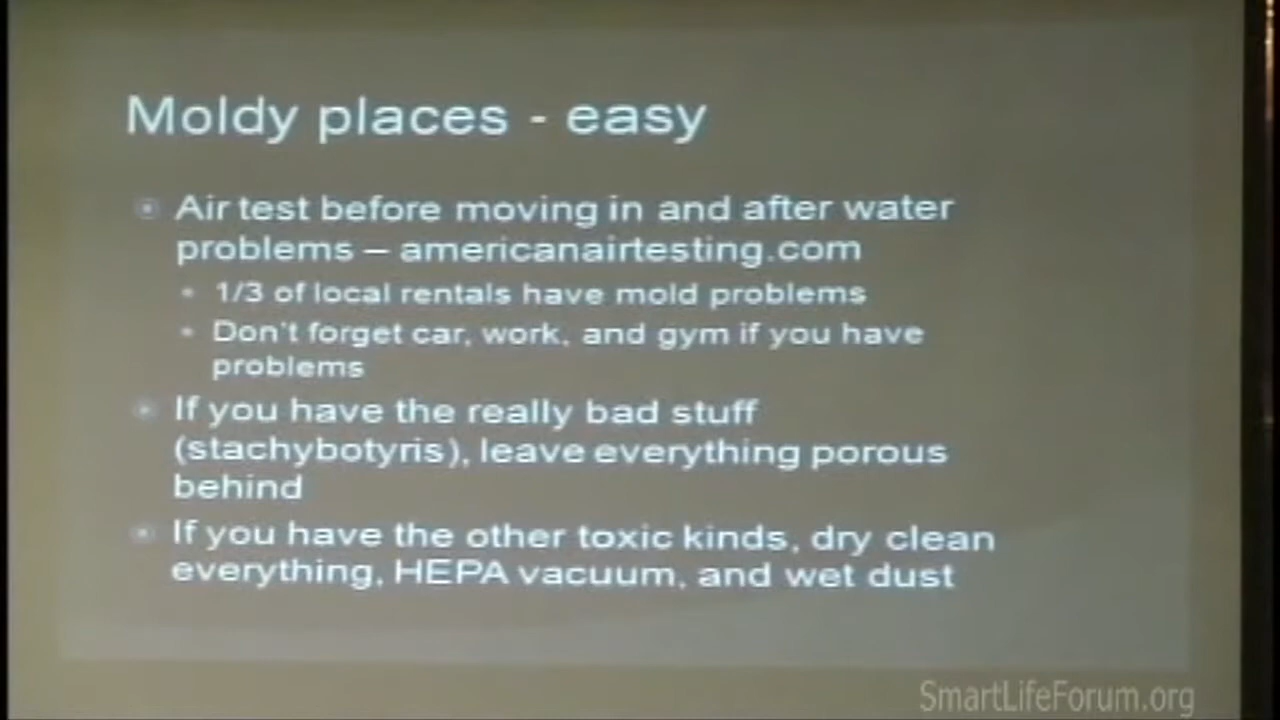 Moldy places - easy
Air test before moving in and after water
problems – americanairtesting.com
1/3 of local rentals have mold problems
Don't forget car, work, and gym if you have
problems
If you have the really bad stuff
(stachybotyris), leave everything porous
behind
If you have the other toxic kinds, dry clean
everything, HEPA vacuum, and wet dust
SmartLifeForum.org